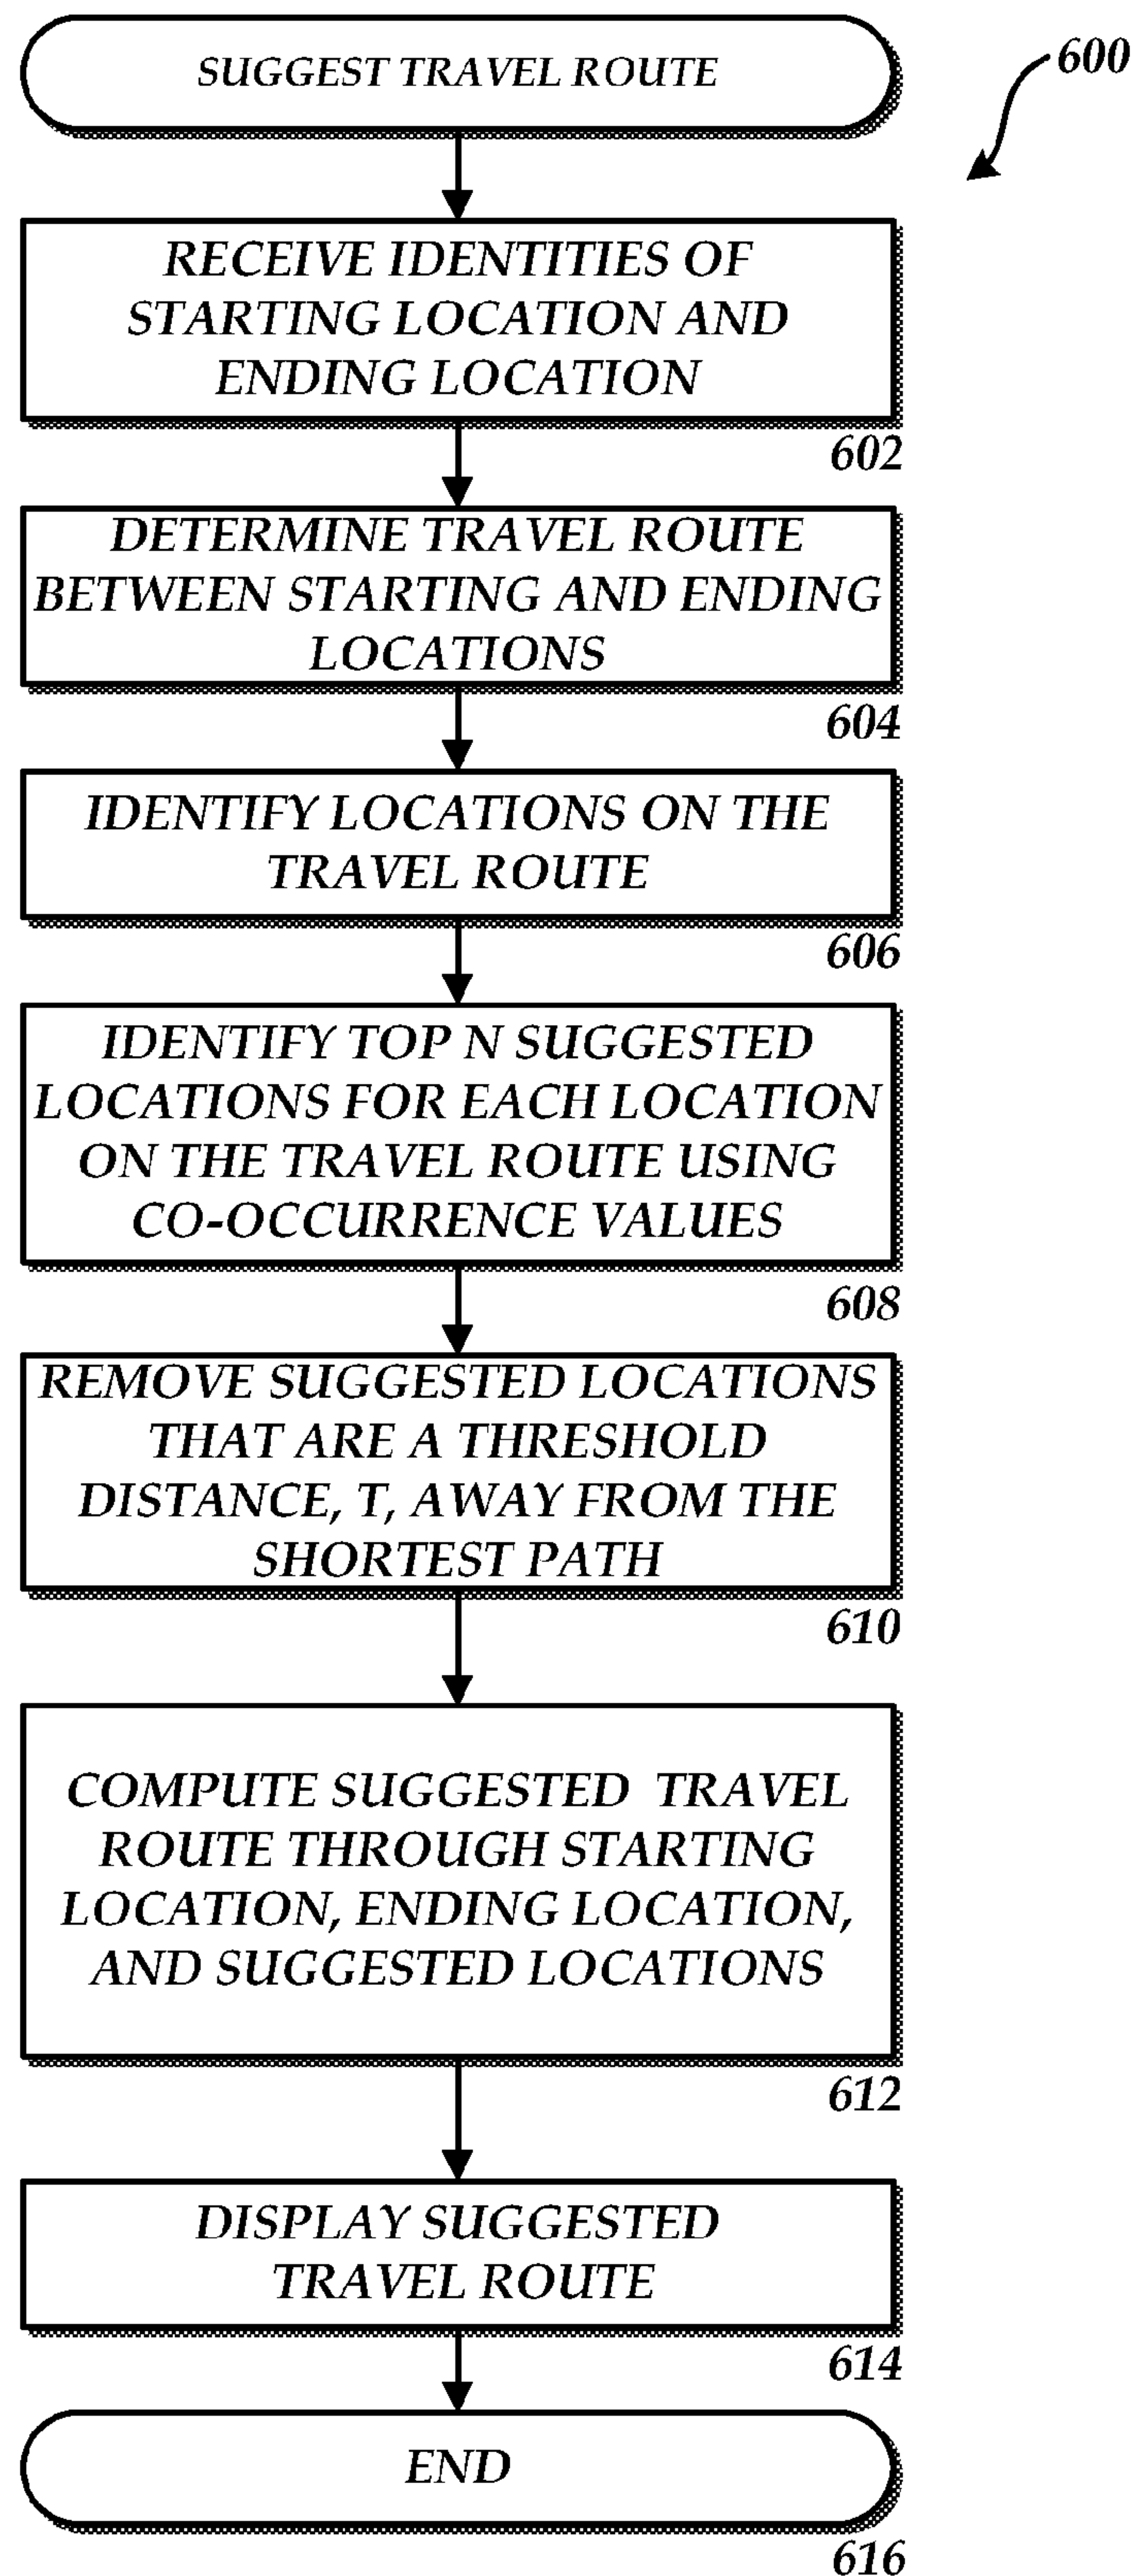 SUGGEST TRAVEL ROUTE
600
RECEIVE IDENTITIES OF
STARTING LOCATION AND
ENDING LOCATION
602
DETERMINE TRAVEL ROUTE
BETWEEN STARTING AND ENDING
LOCATIONS
604
IDENTIFY LOCATIONS ON THE
TRAVEL ROUTE
606
IDENTIFY TOP N SUGGESTED
LOCATIONS FOR EACH LOCATION
ON THE TRAVEL ROUTE USING
CO-OCCURRENCE VALUES
608
REMOVE SUGGESTED LOCATIONS
THAT ARE A THRESHOLD
DISTANCE, T, AWAY FROM THE
SHORTEST PATH
610
COMPUTE SUGGESTED TRAVEL
ROUTE THROUGH STARTING
LOCATION, ENDING LOCATION,
AND SUGGESTED LOCATIONS
612
DISPLAY SUGGESTED
TRAVEL ROUTE
614
END
616